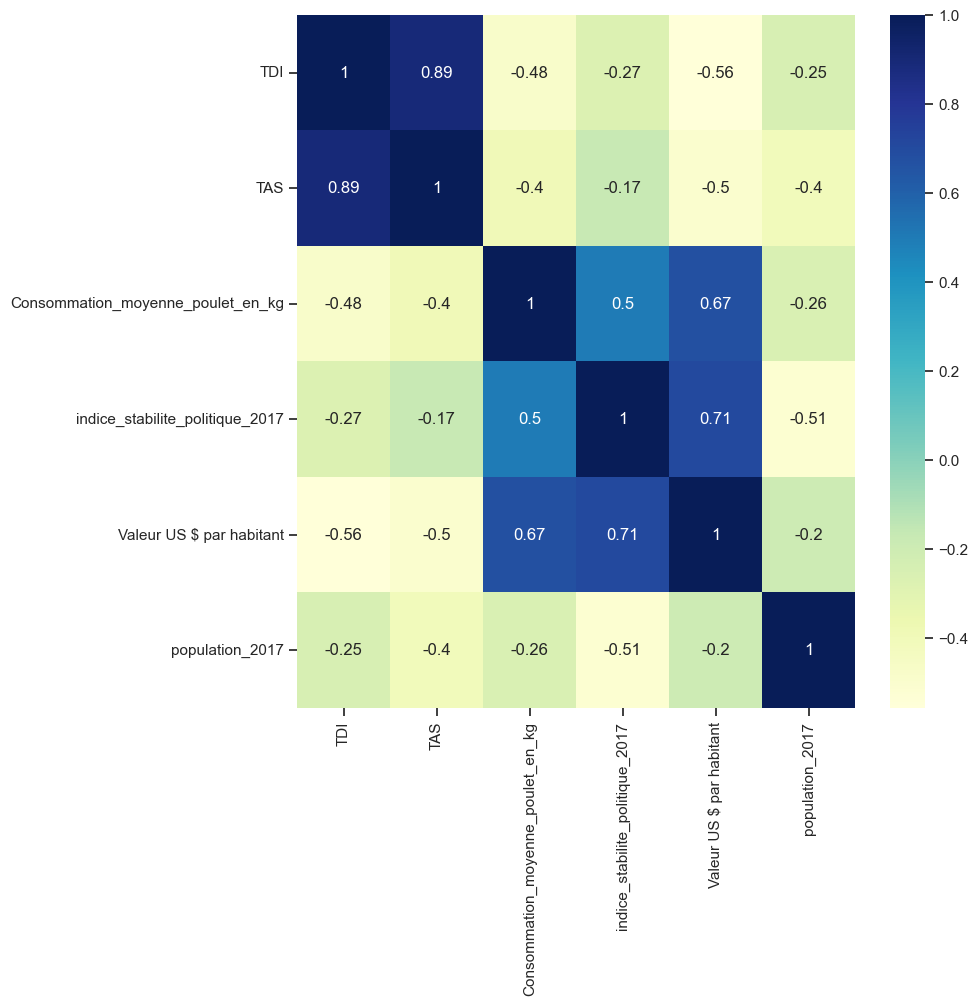 TDI 1 0.89 -0.48 -0.27 -0.56 -0.25
TAS 0.89 1 -0.4 -0.17 -0.5 -0.4
Consommation_moyenne_poulet_en_kg -0.48 -0.4 1 0.5 0.67 -0.26
indice_stabilite_politique_2017 -0.27 -0.17 0.5 1 0.71 -0.51
Valeur US $ par habitant -0.56 -0.5 0.67 0.71 1 -0.2
population_2017 -0.25 -0.4 -0.26 -0.51 -0.2 1
TDI
TAS
Consommation_moyenne_poulet_en_kg
indice_stabilite_politique_2017
Valeur US $ par habitant
population_2017
1.0
0.8
0.6
0.4
0.2
0.0
−0.2
−0.4